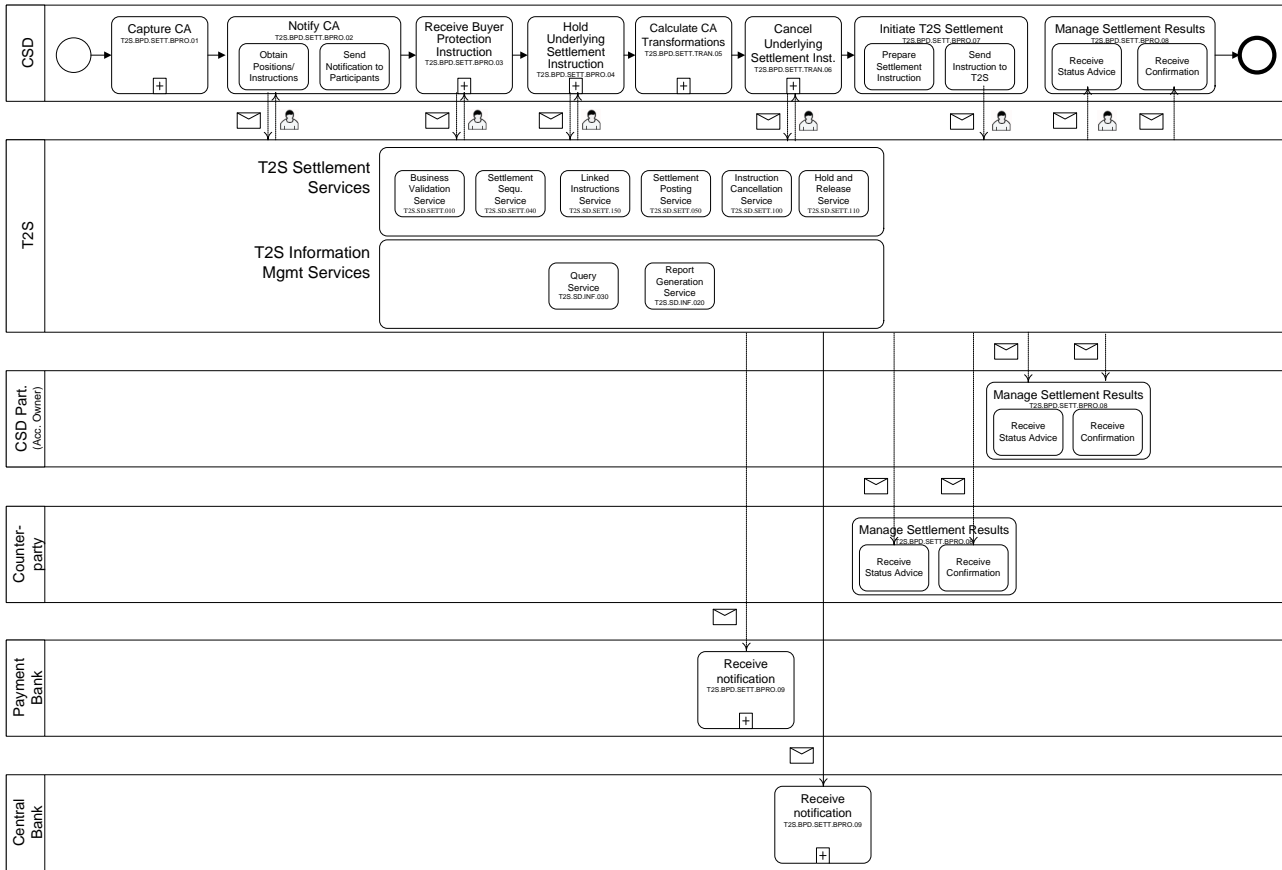 CSD
Capture CA
T2S.BPD.SETT.BPRO.01
Notify CA
T2S.BPD.SETT.BPRO.02
Obtain
Positions/
Instructions
Send
Notification to
Participants
Receive Buyer
Protection
Instruction
T2S.BPD.SETT.BPRO.03
Hold
Underlying
Settlement
Instruction
T2S.BPD.SETT.BPRO.04
Calculate CA
Transformations
T2S.BPD.SETT.TRAN.05
Cancel
Underlying
Settlement Inst.
T2S.BPD.SETT.TRAN.06
Initiate T2S Settlement
T2S.BPD.SETT.BPRO.07
Prepare
Settlement
Instruction
Send
Instruction to
T2S
Manage Settlement Results
T2S.BPD.SETT.BPRO.08
Receive
Status Advice
Receive
Confirmation
T2S
T2S Settlement
Services
Business
Validation
Service
T2S.SD.SETT.010
Settlement
Sequ.
Service
T2S.SD.SETT.040
Linked
Instructions
Service
T2S.SD.SETT.150
Settlement
Posting
Service
T2S.SD.SETT.050
Instruction
Cancellation
Service
T2S.SD.SETT.100
Hold and
Release
Service
T2S.SD.SETT.110
T2S Information
Mgmt Services
Query
Service
T2S.SD.INF.030
Report
Generation
Service
T2S.SD.INF.020
CSD Part.
(Acc. Owner)
Manage Settlement Results
T2S.BPD.SETT.BPRO.08
Receive
Status Advice
Receive
Confirmation
Counter-
party
Manage Settlement Results
T2S.BPD.SETT.BPRO.08
Receive
Status Advice
Receive
Confirmation
Payment
Bank
Receive
notification
T2S.BPD.SETT.BPRO.09
Central
Bank
Receive
notification
T2S.BPD.SETT.BPRO.09